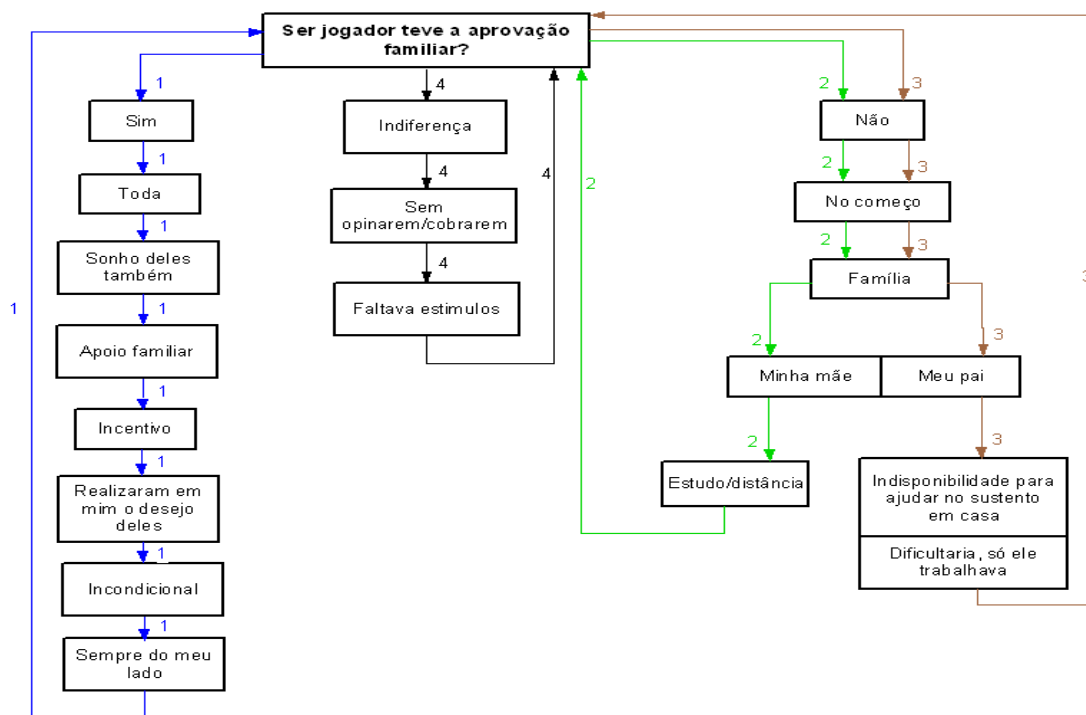 Ser jogador teve a aprovação
familiar?
1
4
2
3
Sim
Indiferença
Não
1
4
4
2
2
3
Toda
Sem
opinarem/cobrarem
No começo
1
4
2
3
Sonho deles
também
Faltava estimulos
Família
1
1
3
Apoio familiar
2
3
Minha mãe
Meu pai
1
Incentivo
2
3
1
Realizaram em
mim o desejo
deles
Estudo/distância
Indisponibilidade para
ajudar no sustento
em casa
1
Dificultaria, só ele
trabalhava
Incondicional
1
Sempre do meu
lado